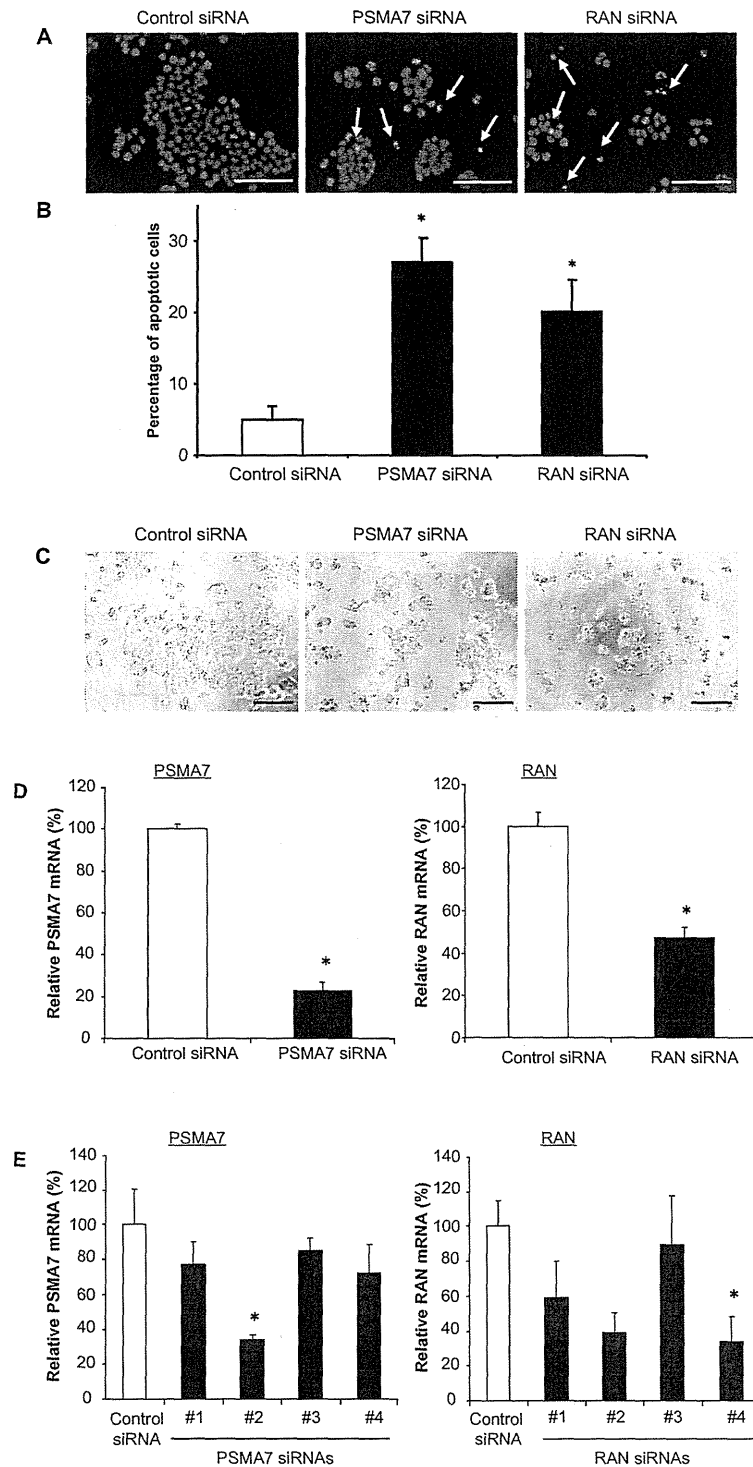 Control siRNA PSMA7 siRNA RAN siRNA
A
B
Percentage of apoptotic cells
30
*
*
20
10
0
Control siRNA PSMA7 siRNA RAN siRNA
Control siRNA PSMA7 siRNA RAN siRNA
C
D
PSMA7
Relative PSMA7 mRNA (%)
120
100
80
60
40
20
0
*
Control siRNA PSMA7 siRNA
RAN
Relative RAN mRNA (%)
120
100
80
60
40
20
0
*
Control siRNA RAN siRNA
E
PSMA7
Relative PSMA7 mRNA (%)
140
120
100
80
60
40
20
0
*
Control siRNA #1 #2 #3 #4
PSMA7 siRNAs
RAN
Relative RAN mRNA (%)
140
120
100
80
60
40
20
0
*
Control siRNA #1 #2 #3 #4
RAN siRNAs